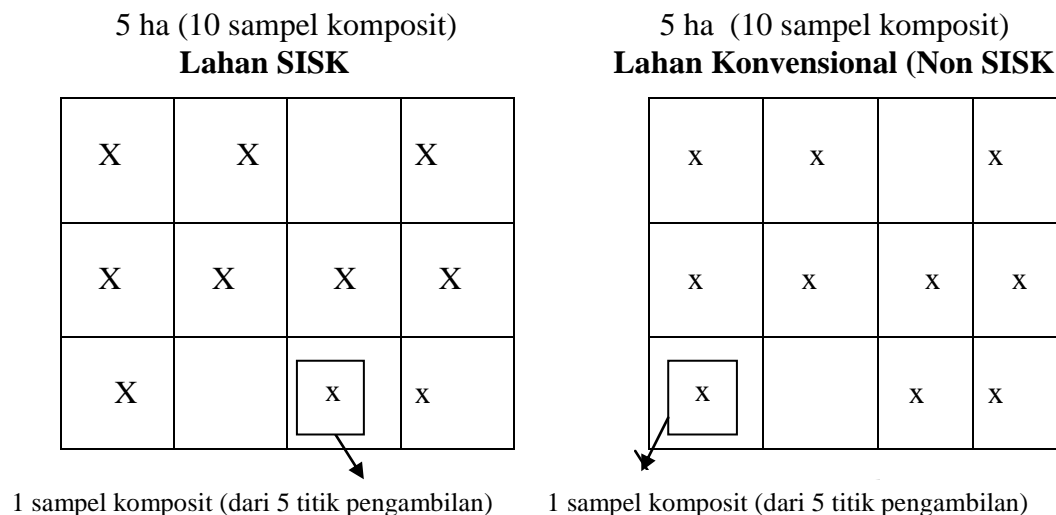 5 ha (10 sampel komposit)
Lahan SISK
X X X
X X X X
X x x
1 sampel komposit (dari 5 titik pengambilan)
5 ha (10 sampel komposit)
Lahan Konvensional (Non SISK
x x x
x x x x
x x x
1 sampel komposit (dari 5 titik pengambilan)